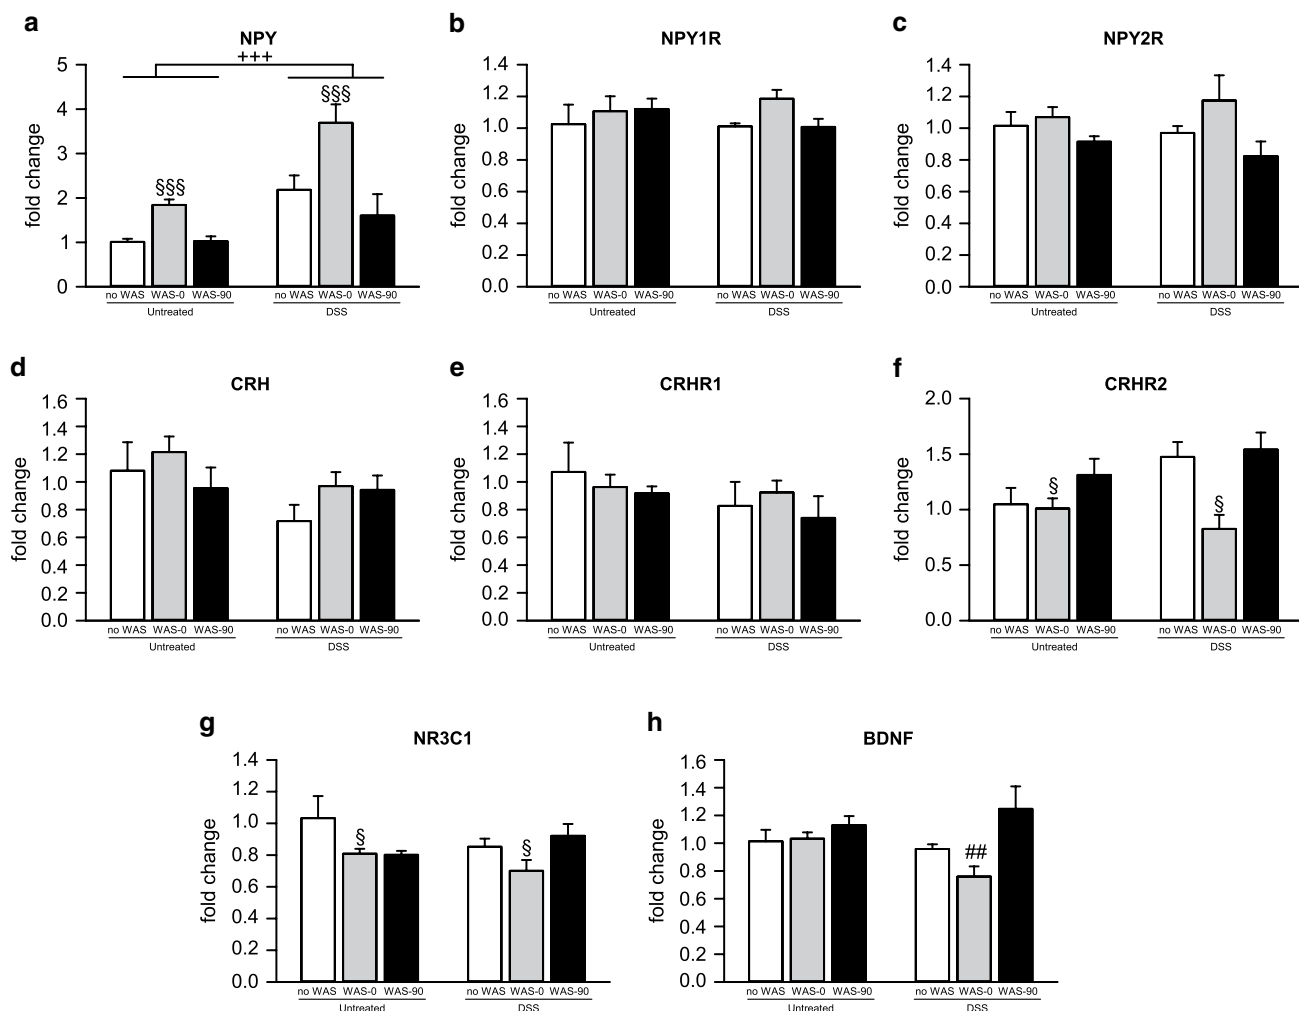 a
NPY
+++
fold change
5
4
3
2
1
0
§§§
§§§
no WAS WAS-0 WAS-90 no WAS WAS-0 WAS-90
Untreated DSS
b
NPY1R
fold change
1.4
1.2
1.0
0.8
0.6
0.4
0.2
0.0
no WAS WAS-0 WAS-90 no WAS WAS-0 WAS-90
Untreated DSS
c
NPY2R
fold change
1.4
1.2
1.0
0.8
0.6
0.4
0.2
0.0
no WAS WAS-0 WAS-90 no WAS WAS-0 WAS-90
Untreated DSS
d
CRH
fold change
1.6
1.4
1.2
1.0
0.8
0.6
0.4
0.2
0.0
no WAS WAS-0 WAS-90 no WAS WAS-0 WAS-90
Untreated DSS
e
CRHR1
fold change
1.6
1.4
1.2
1.0
0.8
0.6
0.4
0.2
0.0
no WAS WAS-0 WAS-90 no WAS WAS-0 WAS-90
Untreated DSS
f
CRHR2
fold change
2.0
1.5
1.0
0.5
0.0
§
§
no WAS WAS-0 WAS-90 no WAS WAS-0 WAS-90
Untreated DSS
g
NR3C1
fold change
1.4
1.2
1.0
0.8
0.6
0.4
0.2
0.0
§
§
no WAS WAS-0 WAS-90 no WAS WAS-0 WAS-90
Untreated DSS
h
BDNF
fold change
1.6
1.4
1.2
1.0
0.8
0.6
0.4
0.2
0.0
##
no WAS WAS-0 WAS-90 no WAS WAS-0 WAS-90
Untreated DSS